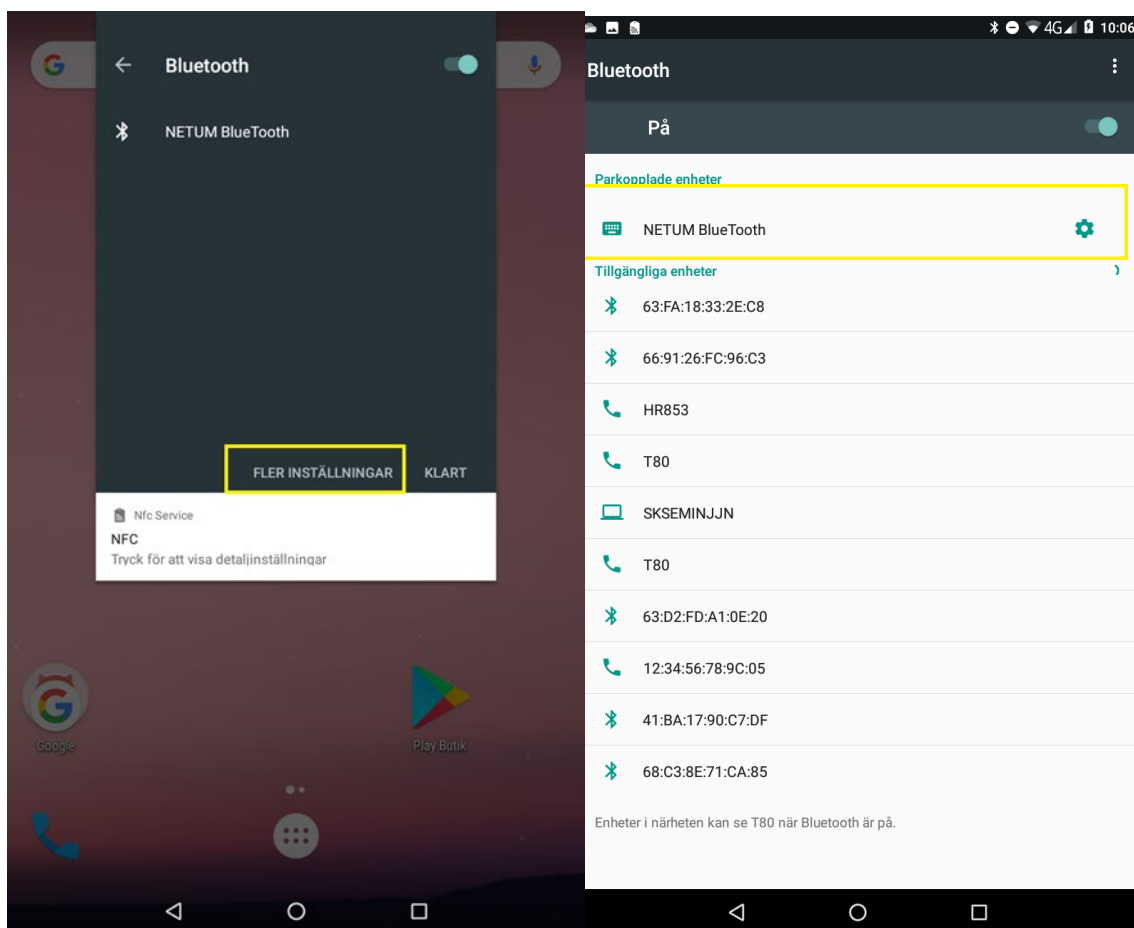 Bluetooth
NETUM BlueTooth
FLER INSTÄLLNINGAR
KLART
Nfc Service
NFC
Tryck för att visa detaljinställningar
Google
Play Butik
4G
10:06
Bluetooth
På
Parkopplade enheter
NETUM BlueTooth
Tillgängliga enheter
63:FA:18:33:2E:C8
66:91:26:FC:96:C3
HR853
T80
SKSEMINJJN
T80
63:D2:FD:A1:0E:20
12:34:56:78:9C:05
41:BA:17:90:C7:DF
68:C3:8E:71:CA:85
Enheter i närheten kan se T80 när Bluetooth är på.